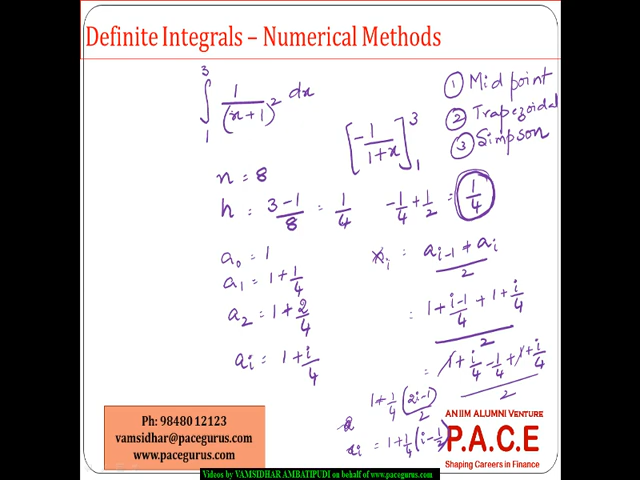 Definite Integrals – Numerical Methods
∫₁³ 1/(x+1)² dx
① Midpoint
② Trapezoidal
③ Simpson
[-1/(1+x)]₁³
n = 8
h = (3-1)/8 = 1/4
-1/4 + 1/2 = 1/4
a₀ = 1
a₁ = 1+1/4
a₂ = 1+2/4
aᵢ = 1+i/4
xᵢ = (aᵢ₋₁ + aᵢ)/2
= (1+(i-1)/4 + 1+i/4)/2
= (1+i/4-1/4+1+i/4)/2
1+1/4((2i-1)/2)
= 1+1/4(i-1/2)
Ph: 98480 12123
vamsidhar@pacegurus.com
www.pacegurus.com
AN IIM ALUMNI VENTURE
P.A.C.E
Shaping Careers in Finance
Videos by VAMSIDHAR AMBATIPUDI on behalf of www.pacegurus.com